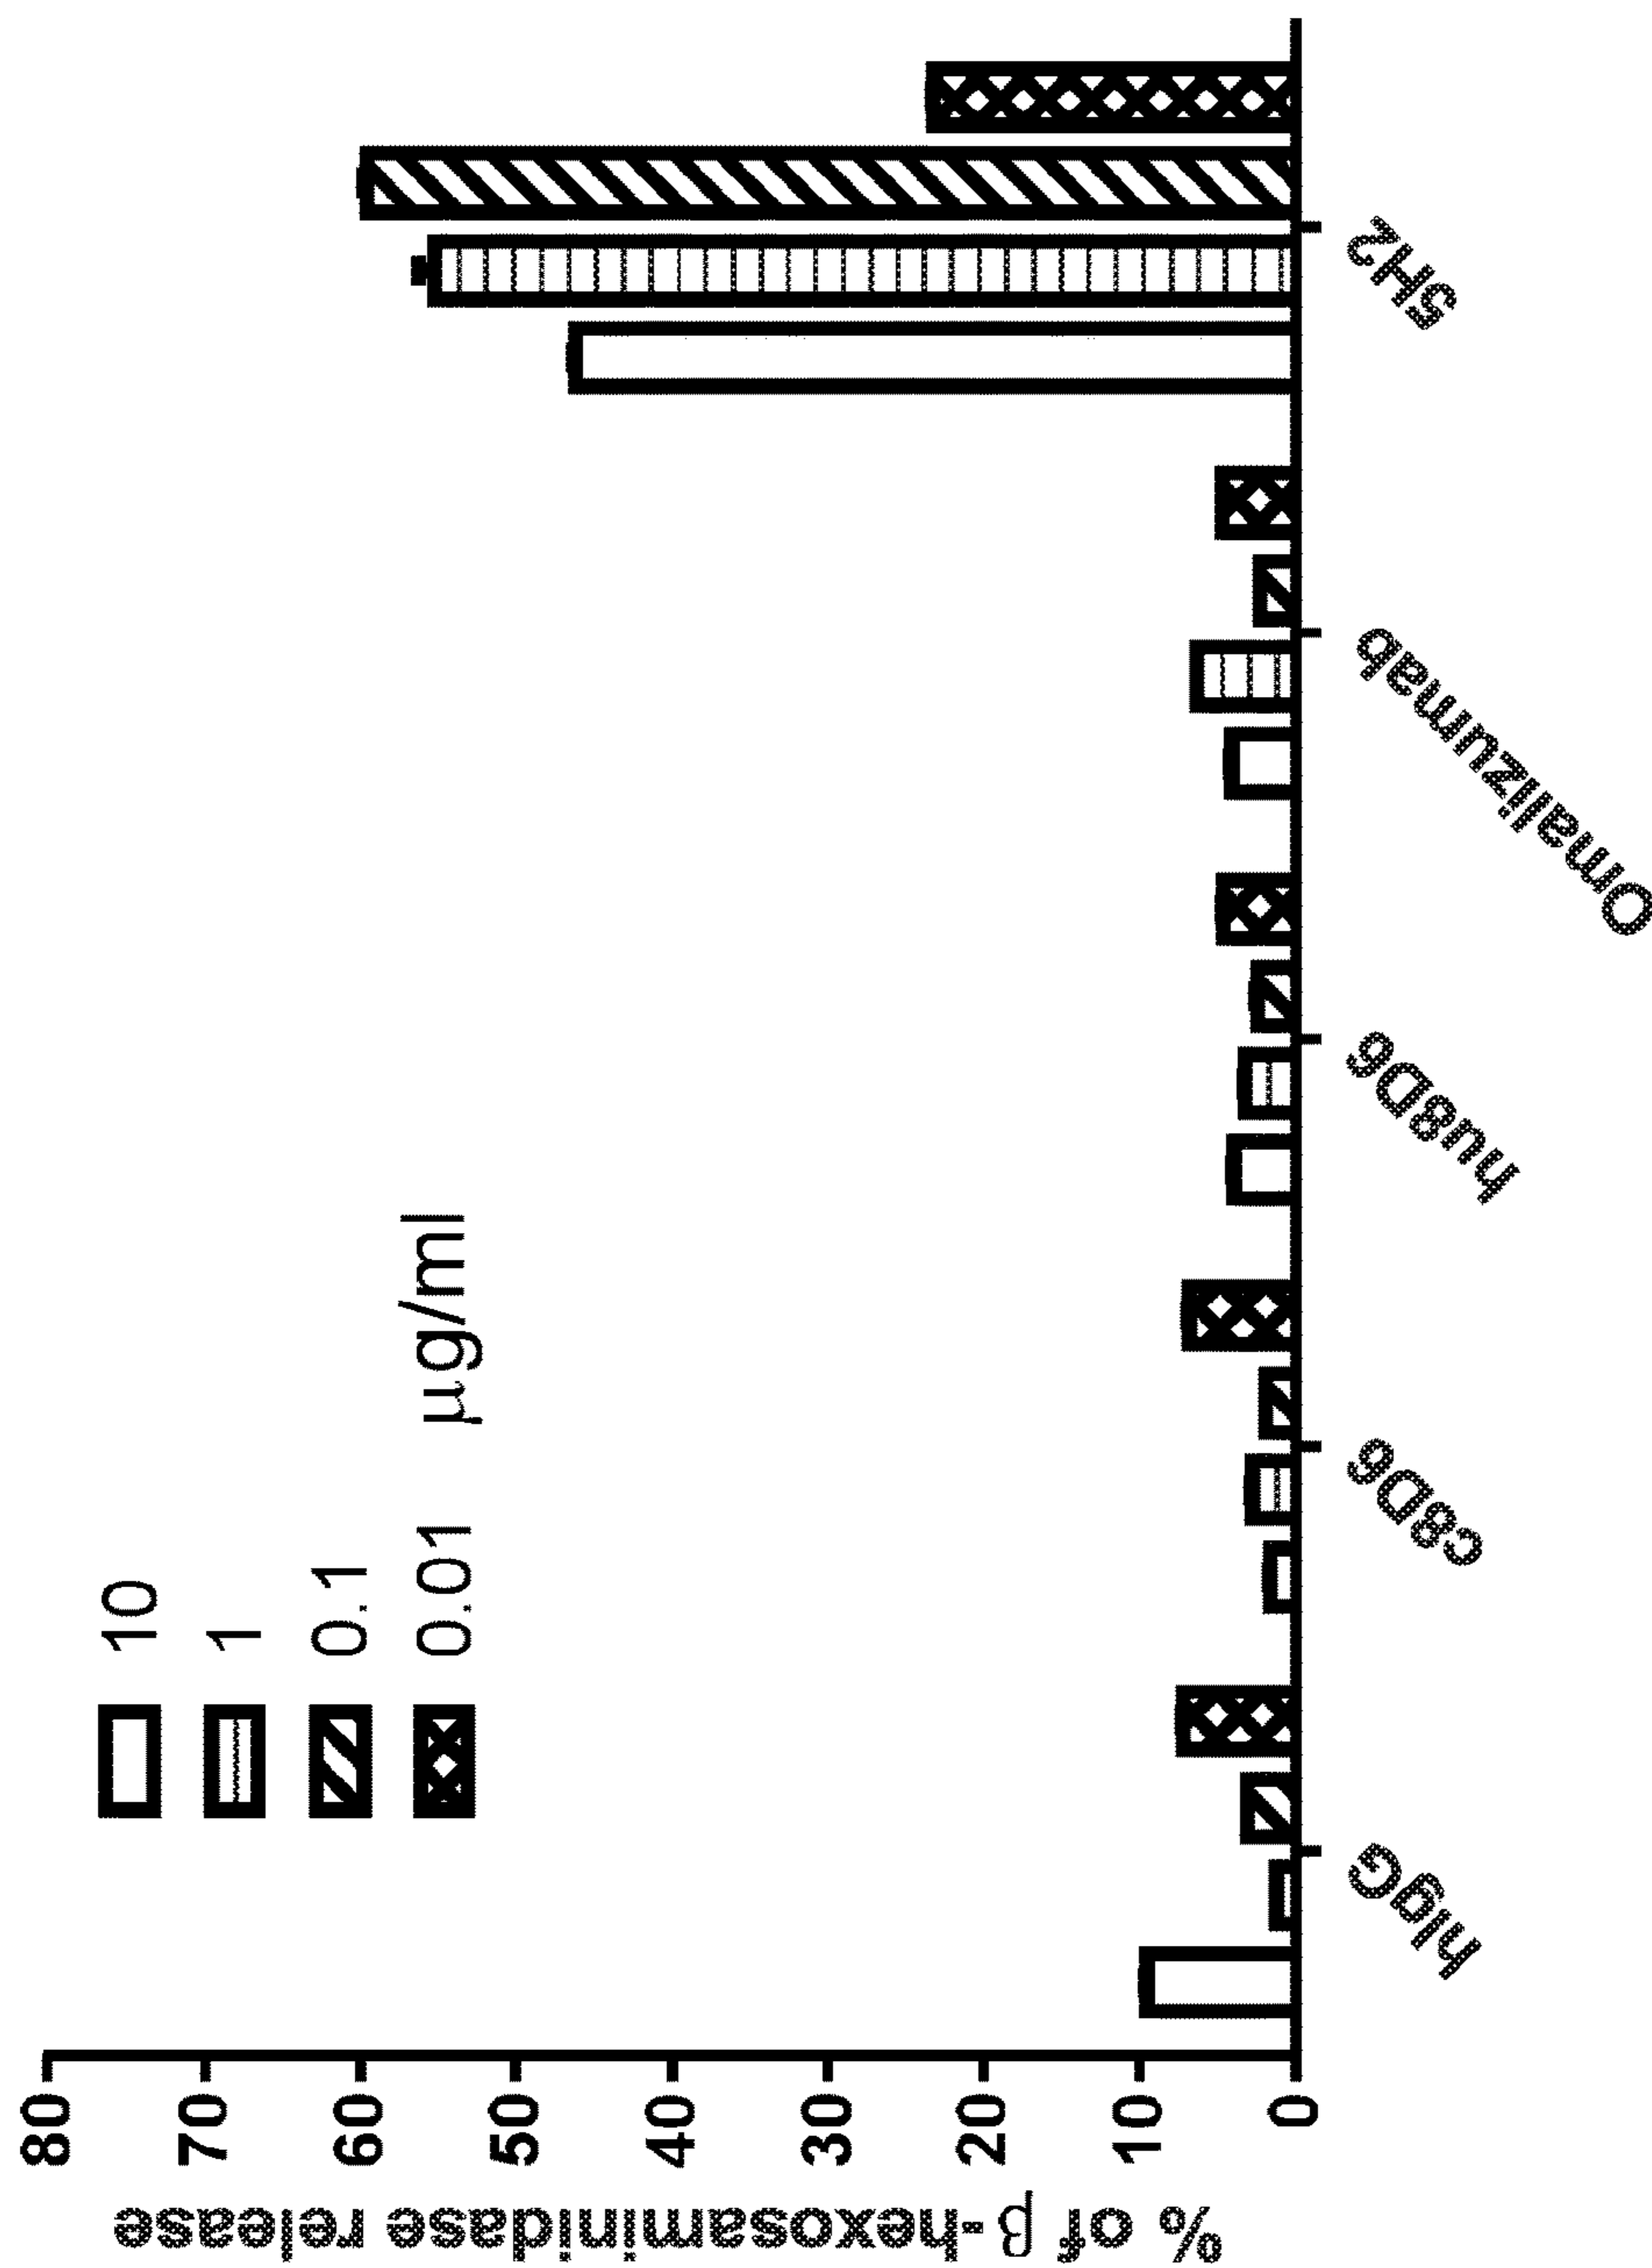 % of β-hexosaminidase release
80
70
60
50
40
30
20
10
0
10
1
0.1
0.01 μg/ml
hIgG
c8D6
hu8D6
Omalizumab
5H2